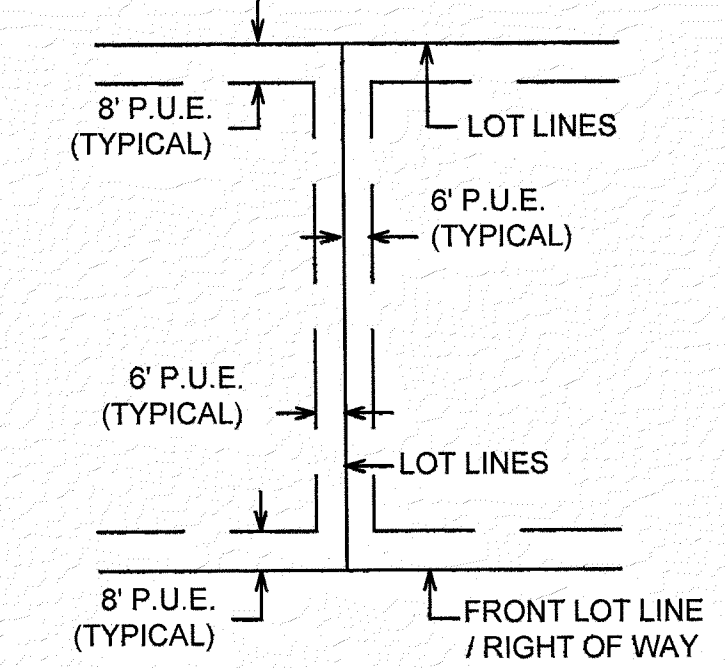 8' P.U.E.
(TYPICAL)
LOT LINES
6' P.U.E.
(TYPICAL)
6' P.U.E.
(TYPICAL)
LOT LINES
8' P.U.E.
(TYPICAL)
FRONT LOT LINE
/ RIGHT OF WAY